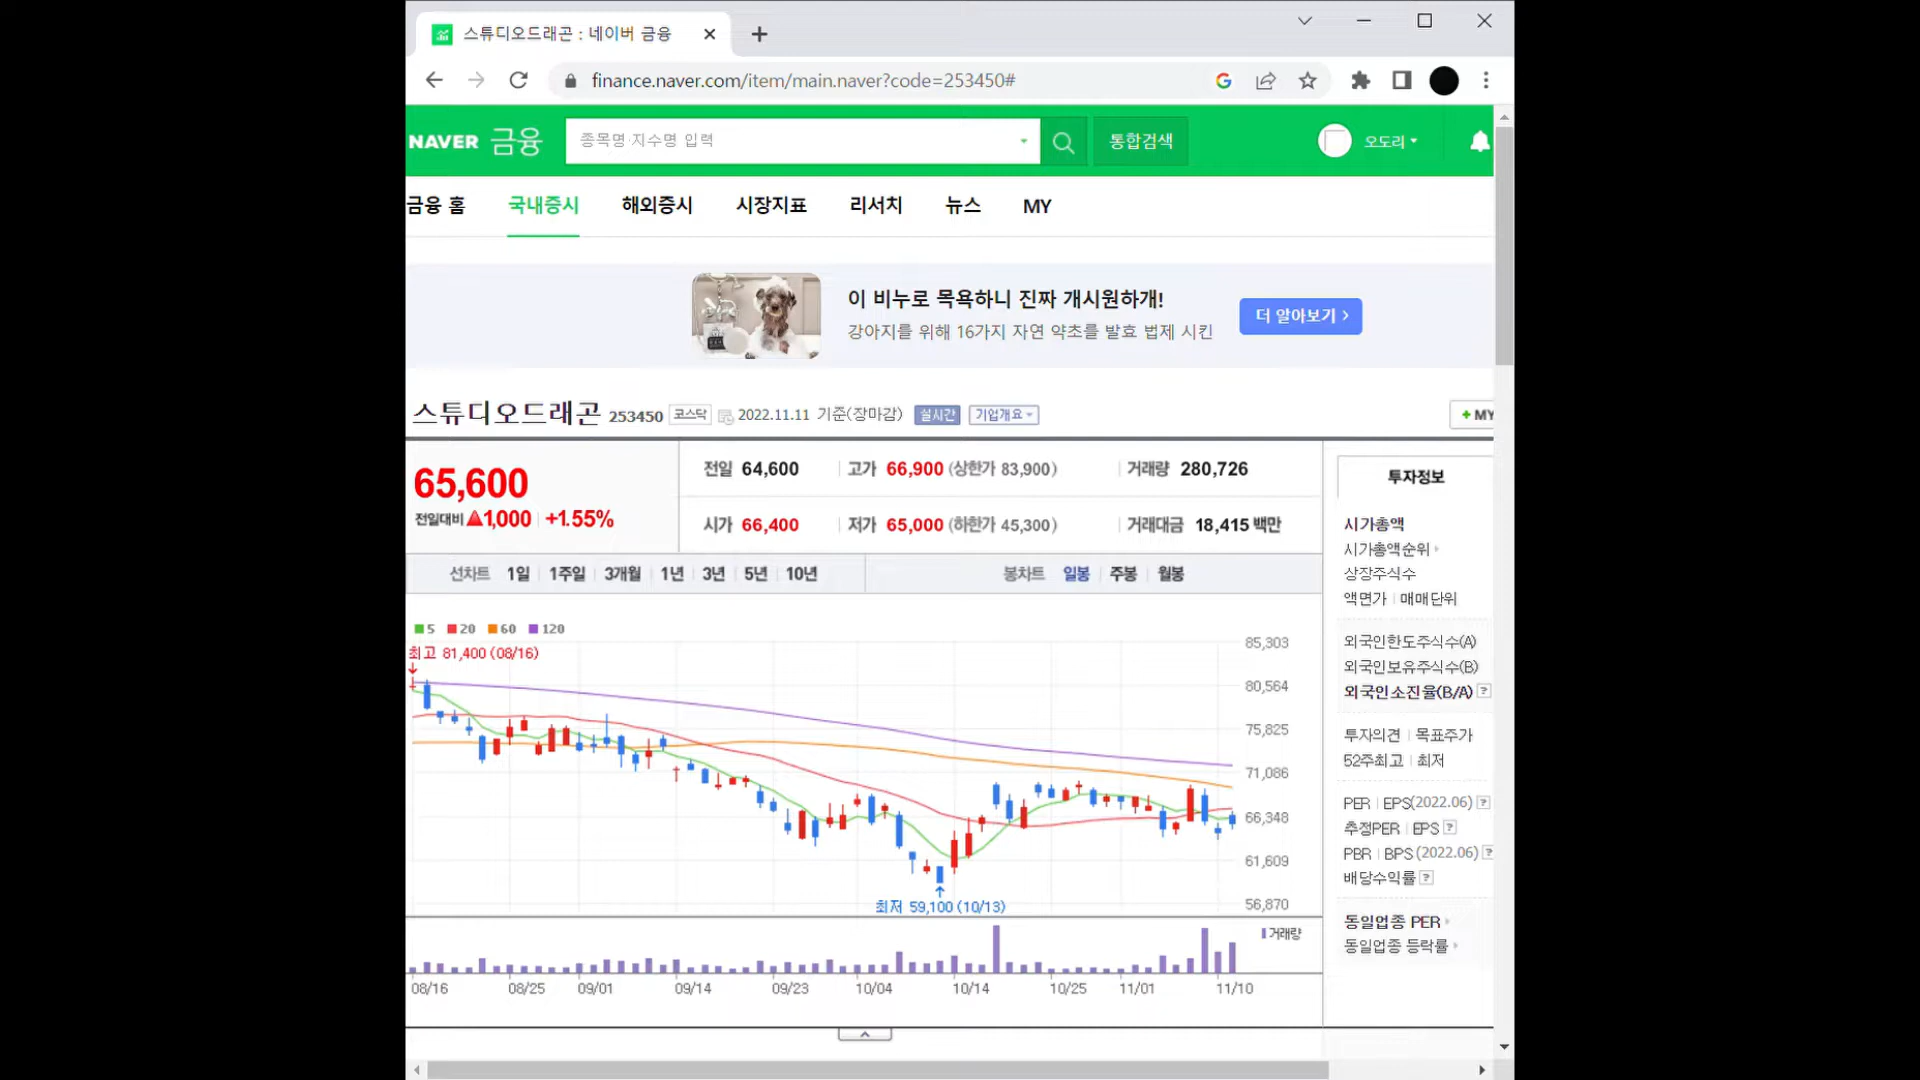 스튜디오드래곤 : 네이버 금융
finance.naver.com/item/main.naver?code=253450#
NAVER 금융
종목명·지수명 입력
통합검색
오도리
금융 홈 국내증시 해외증시 시장지표 리서치 뉴스 MY
이 비누로 목욕하니 진짜 개시원하개!
강아지를 위해 16가지 자연 약초를 발효 법제 시킨
더 알아보기 >
스튜디오드래곤 253450 코스닥 2022.11.11 기준(장마감) 실시간 기업개요
+ MY
65,600
전일대비 ▲1,000 +1.55%
전일 64,600 고가 66,900 (상한가 83,900) 거래량 280,726
시가 66,400 저가 65,000 (하한가 45,300) 거래대금 18,415 백만
선차트 1일 1주일 3개월 1년 3년 5년 10년 봉차트 일봉 주봉 월봉
5 20 60 120
최고 81,400 (08/16)
85,303
80,564
75,825
71,086
66,348
61,609
56,870
최저 59,100 (10/13)
거래량
08/16 08/25 09/01 09/14 09/23 10/04 10/14 10/25 11/01 11/10
투자정보
시가총액
시가총액순위
상장주식수
액면가 매매단위
외국인한도주식수(A)
외국인보유주식수(B)
외국인소진율(B/A) ?
투자의견 목표주가
52주최고 최저
PER EPS(2022.06) ?
추정PER EPS ?
PBR BPS (2022.06) ?
배당수익률 ?
동일업종 PER
동일업종 등락률